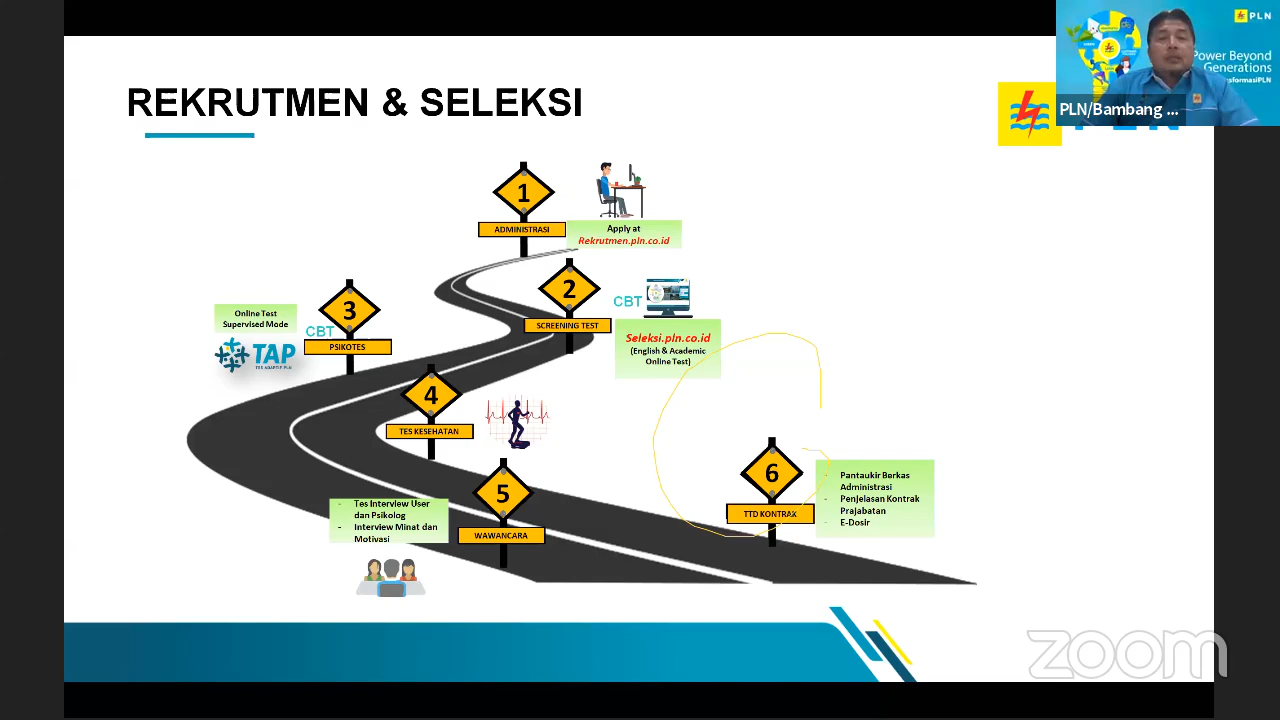 REKRUTMEN & SELEKSI
PLN
Power Beyond
Generations
PLN/Bambang ...
1
ADMINISTRASI
Apply at
Rekrutmen.pln.co.id
2
CBT
SCREENING TEST
Seleksi.pln.co.id
(English & Academic
Online Test)
Online Test
Supervised Mode
3
CBT
PSIKOTES
TAP
TES ADAPTIF PLN
4
TES KESEHATAN
5
- Tes Interview User
dan Psikolog
- Interview Minat dan
Motivasi
WAWANCARA
6
TTD KONTRAK
- Pantaukir Berkas
Administrasi
- Penjelasan Kontrak
Prajabatan
- E-Dosir
zoom